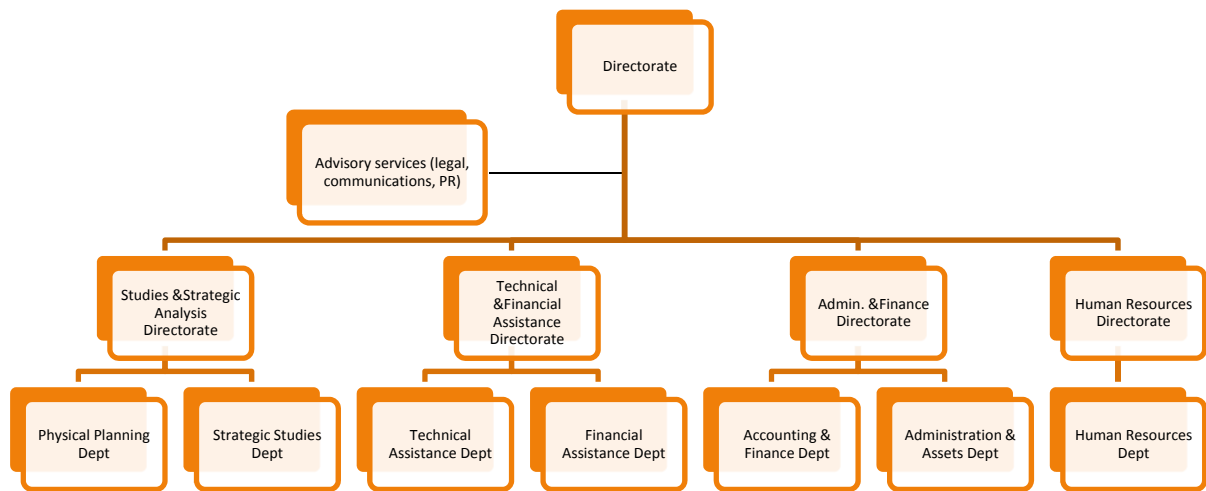 Directorate
Advisory services (legal,
communications, PR)
Studies &Strategic
Analysis
Directorate
Technical
&Financial
Assistance
Directorate
Admin. &Finance
Directorate
Human Resources
Directorate
Physical Planning
Dept
Strategic Studies
Dept
Technical
Assistance Dept
Financial
Assistance Dept
Accounting &
Finance Dept
Administration &
Assets Dept
Human Resources
Dept